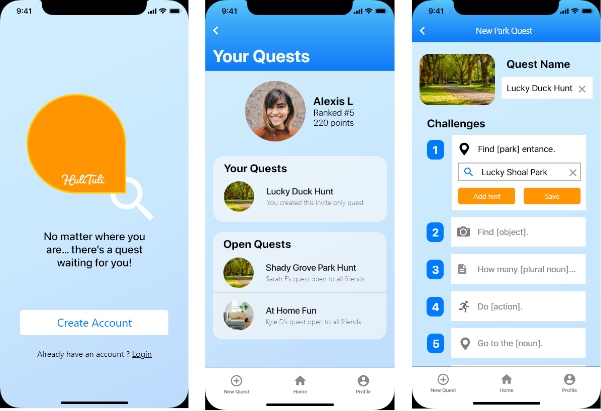 9:41
HuliTuli
No matter where you
are... there's a quest
waiting for you!
Create Account
Already have an account ? Login
9:41
Your Quests
Alexis L
Ranked #5
220 points
Your Quests
Lucky Duck Hunt
You created this invite only quest
Open Quests
Shady Grove Park Hunt
Sarah F's quest open to all friends
At Home Fun
Kyle D's quest open to all friends
New Quest
Home
Profile
9:41
New Park Quest
Quest Name
Lucky Duck Hunt
Challenges
1
Find [park] entance.
Lucky Shoal Park
Add hint
Save
2
Find [object].
3
How many [plural noun]...
4
Do [action].
5
Go to the [noun].
New Quest
Home
Profile